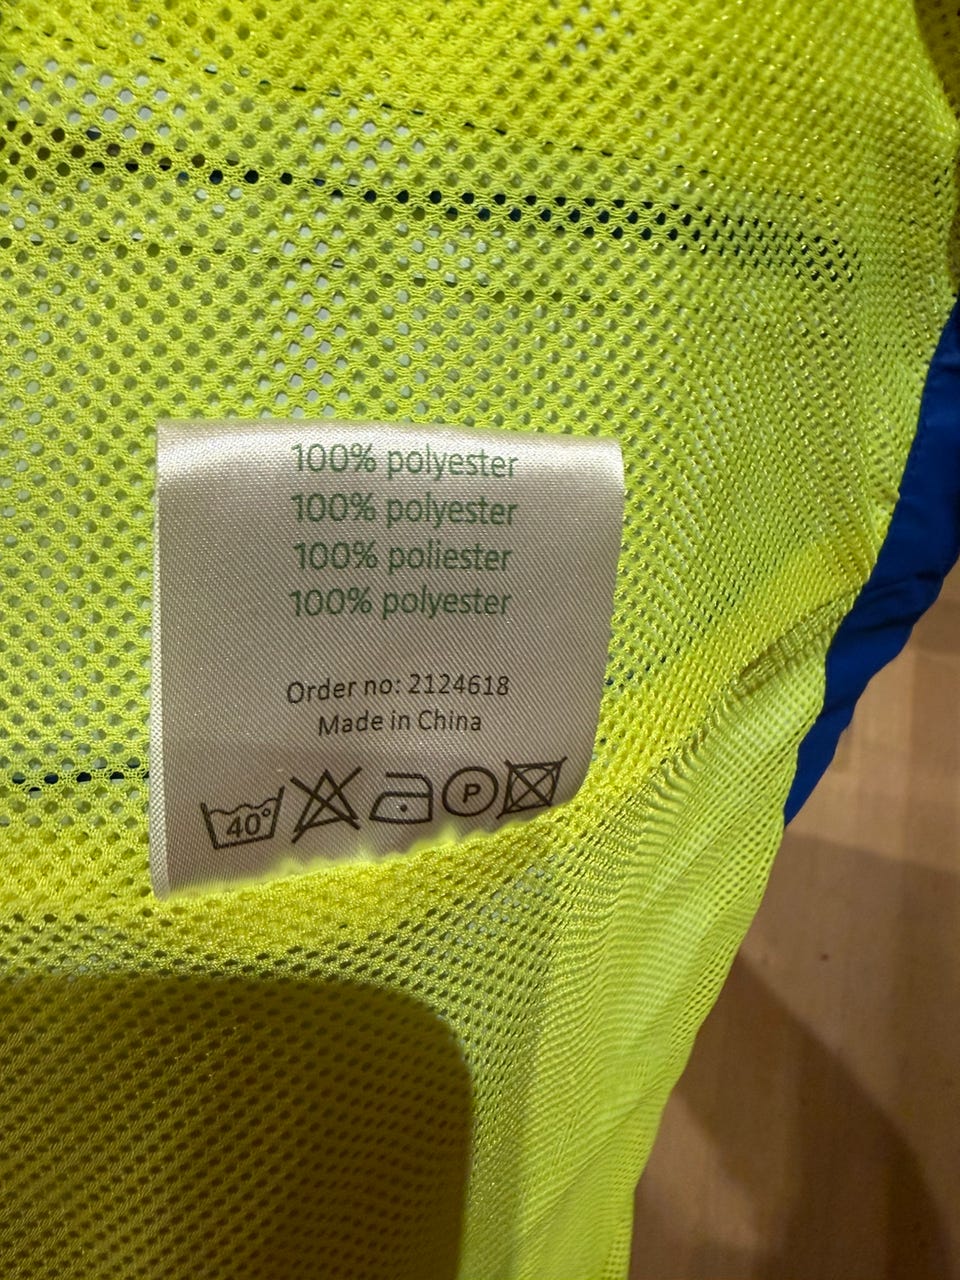 100% polyester
100% polyester
100% poliester
100% polyester
Order no: 2124618
Made in China
40°
P